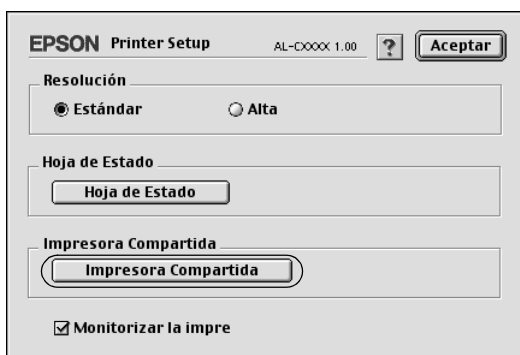 EPSON Printer Setup AL-CXXXX 1.00 ? Aceptar
Resolución
Estándar Alta
Hoja de Estado
Hoja de Estado
Impresora Compartida
Impresora Compartida
Monitorizar la impre